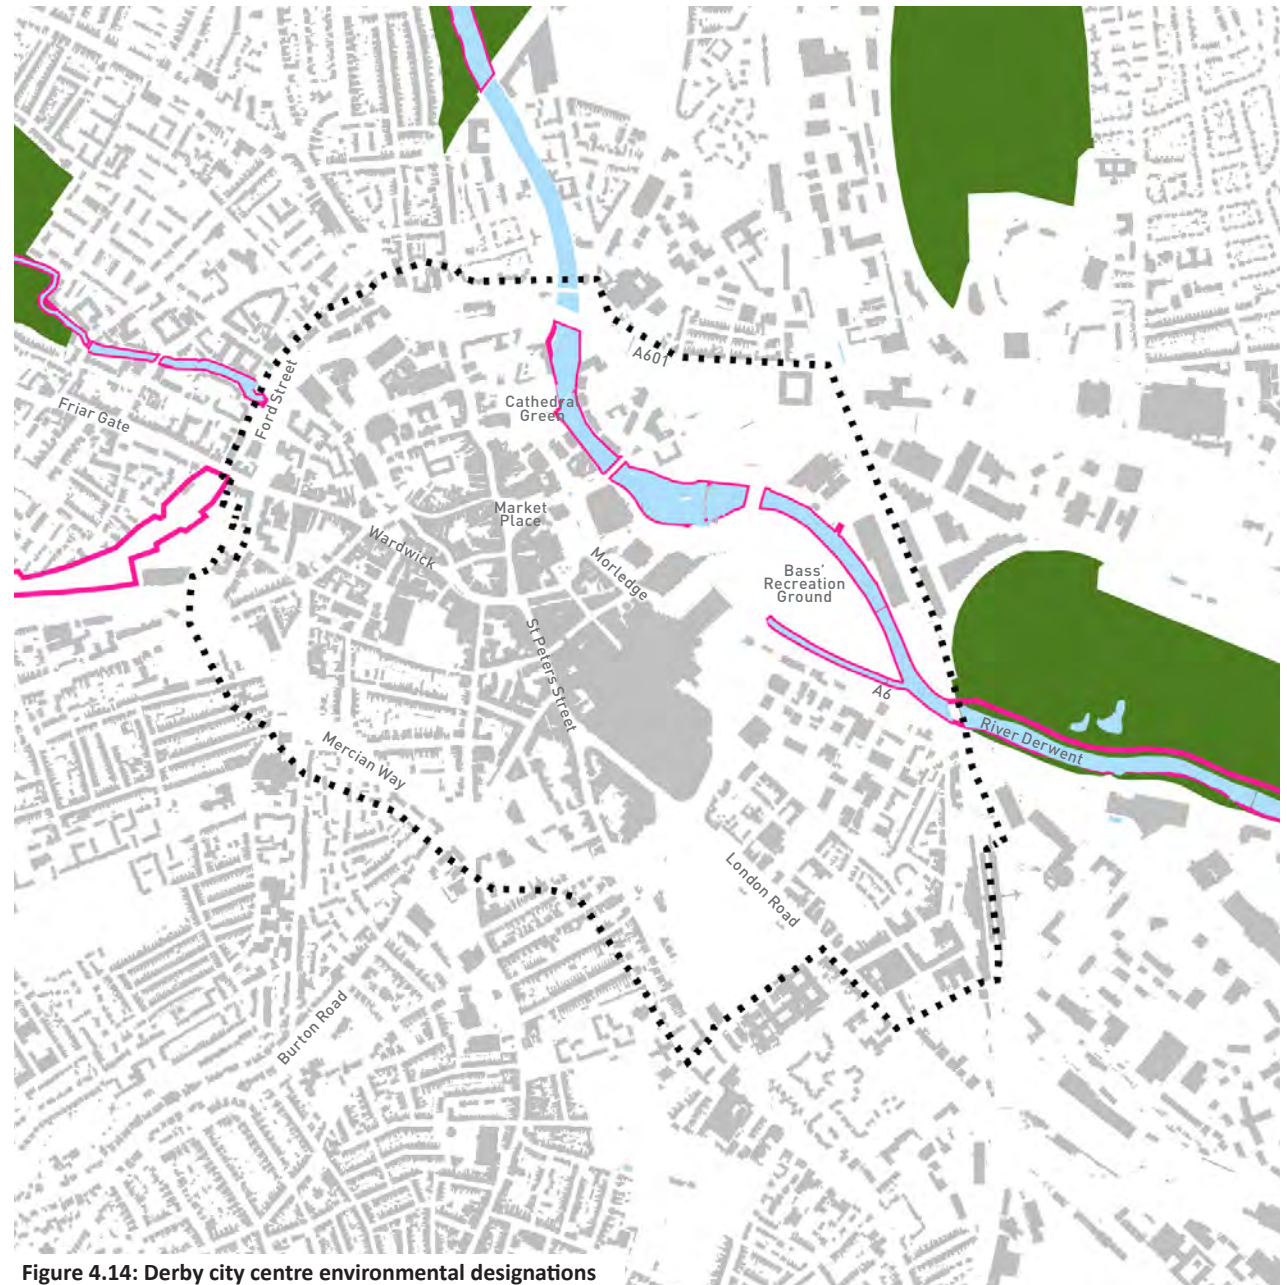 A601
Ford Street
Friar Gate
Cathedral
Green
Market
Place
Wardwick
Morledge
Bass'
Recreation
Ground
St Peters Street
A6
River Derwent
Mercian Way
London Road
Burton Road
Figure 4.14: Derby city centre environmental designations